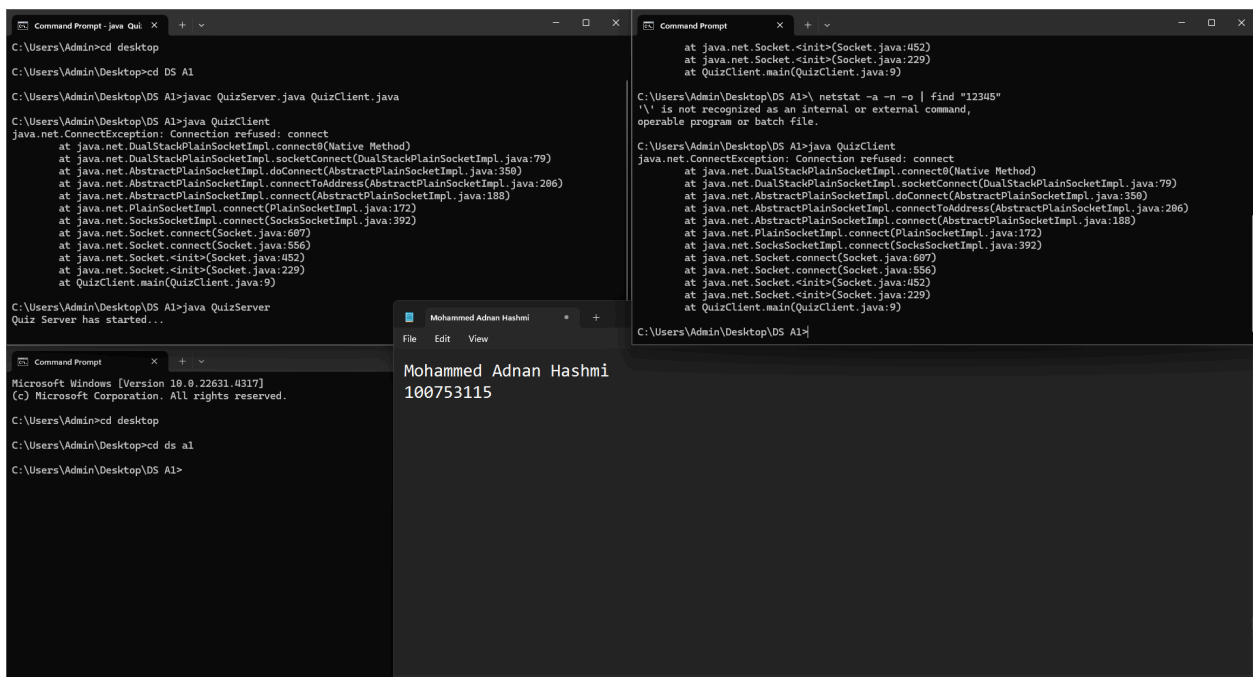 Command Prompt - java Qui
C:\Users\Admin>cd desktop
C:\Users\Admin\Desktop>cd DS A1
C:\Users\Admin\Desktop\DS A1>javac QuizServer.java QuizClient.java
C:\Users\Admin\Desktop\DS A1>java QuizClient
java.net.ConnectException: Connection refused: connect
at java.net.DualStackPlainSocketImpl.connect0(Native Method)
at java.net.DualStackPlainSocketImpl.socketConnect(DualStackPlainSocketImpl.java:79)
at java.net.AbstractPlainSocketImpl.doConnect(AbstractPlainSocketImpl.java:350)
at java.net.AbstractPlainSocketImpl.connectToAddress(AbstractPlainSocketImpl.java:206)
at java.net.AbstractPlainSocketImpl.connect(AbstractPlainSocketImpl.java:188)
at java.net.PlainSocketImpl.connect(PlainSocketImpl.java:172)
at java.net.SocksSocketImpl.connect(SocksSocketImpl.java:392)
at java.net.Socket.connect(Socket.java:607)
at java.net.Socket.connect(Socket.java:556)
at java.net.Socket.<init>(Socket.java:452)
at java.net.Socket.<init>(Socket.java:229)
at QuizClient.main(QuizClient.java:9)
C:\Users\Admin\Desktop\DS A1>java QuizServer
Quiz Server has started...
Command Prompt
at java.net.Socket.<init>(Socket.java:452)
at java.net.Socket.<init>(Socket.java:229)
at QuizClient.main(QuizClient.java:9)
C:\Users\Admin\Desktop\DS A1>\ netstat -a -n -o | find "12345"
'\' is not recognized as an internal or external command,
operable program or batch file.
C:\Users\Admin\Desktop\DS A1>java QuizClient
java.net.ConnectException: Connection refused: connect
at java.net.DualStackPlainSocketImpl.connect0(Native Method)
at java.net.DualStackPlainSocketImpl.socketConnect(DualStackPlainSocketImpl.java:79)
at java.net.AbstractPlainSocketImpl.doConnect(AbstractPlainSocketImpl.java:350)
at java.net.AbstractPlainSocketImpl.connectToAddress(AbstractPlainSocketImpl.java:206)
at java.net.AbstractPlainSocketImpl.connect(AbstractPlainSocketImpl.java:188)
at java.net.PlainSocketImpl.connect(PlainSocketImpl.java:172)
at java.net.SocksSocketImpl.connect(SocksSocketImpl.java:392)
at java.net.Socket.connect(Socket.java:607)
at java.net.Socket.connect(Socket.java:556)
at java.net.Socket.<init>(Socket.java:452)
at java.net.Socket.<init>(Socket.java:229)
at QuizClient.main(QuizClient.java:9)
C:\Users\Admin\Desktop\DS A1>
Command Prompt
Microsoft Windows [Version 10.0.22631.4317]
(c) Microsoft Corporation. All rights reserved.
C:\Users\Admin>cd desktop
C:\Users\Admin\Desktop>cd ds a1
C:\Users\Admin\Desktop\DS A1>
Mohammed Adnan Hashmi
File Edit View
Mohammed Adnan Hashmi
100753115